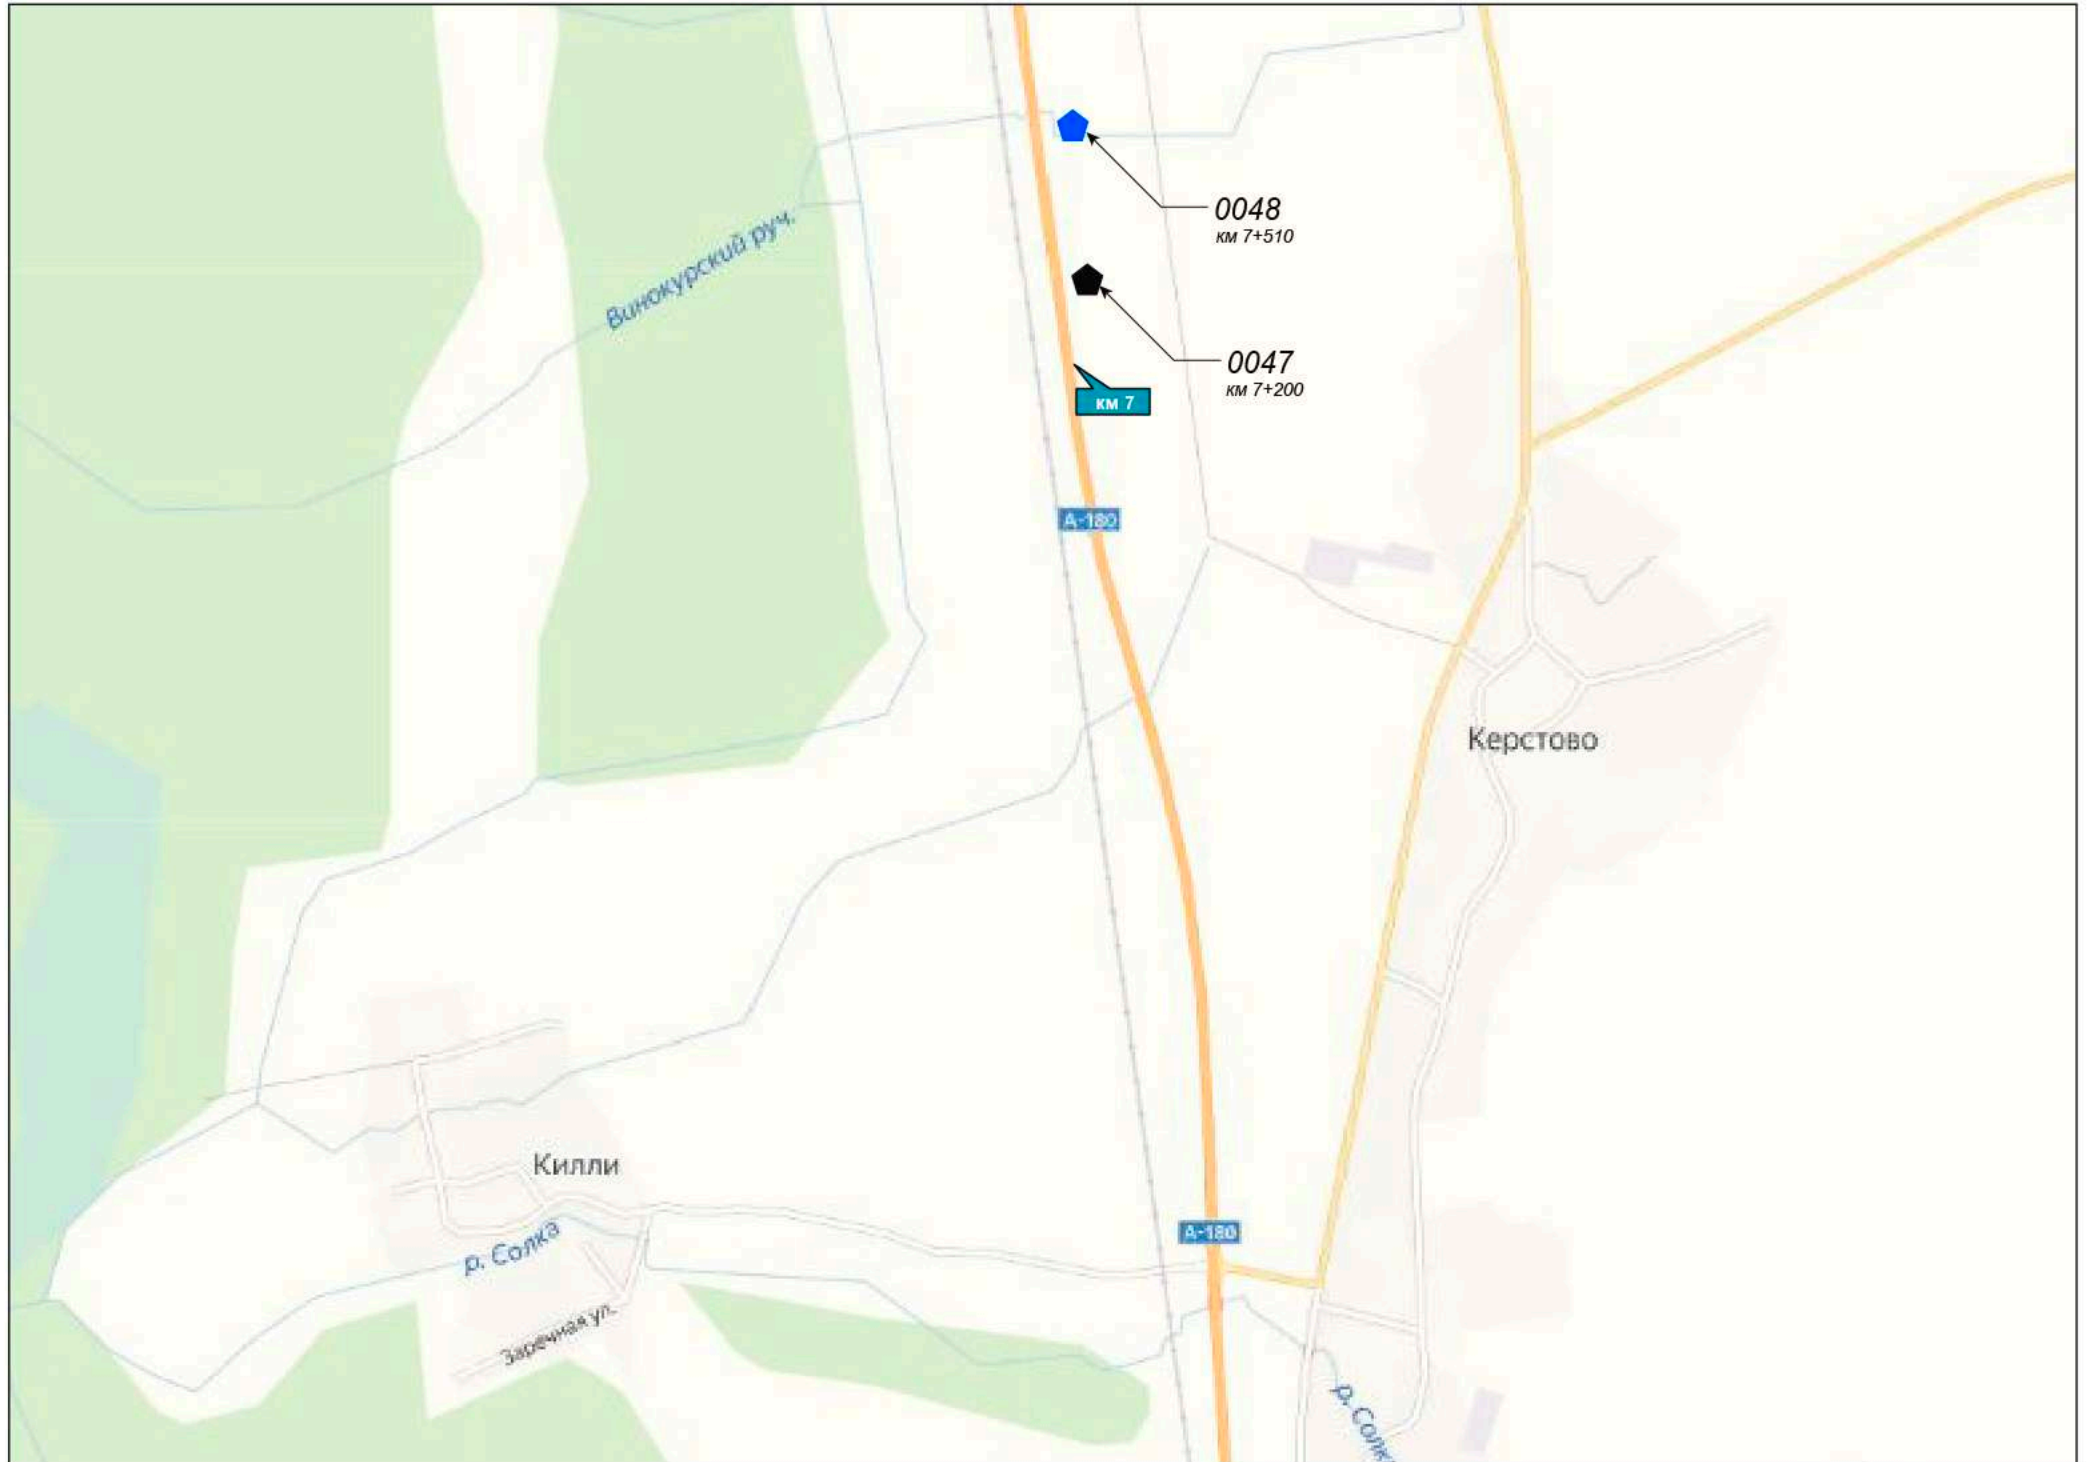 0048
км 7+510
Винокурский руч.
0047
км 7+200
км 7
А-180
Керстово
Килли
А-180
р. Солка
Заречная ул.
р. Солка